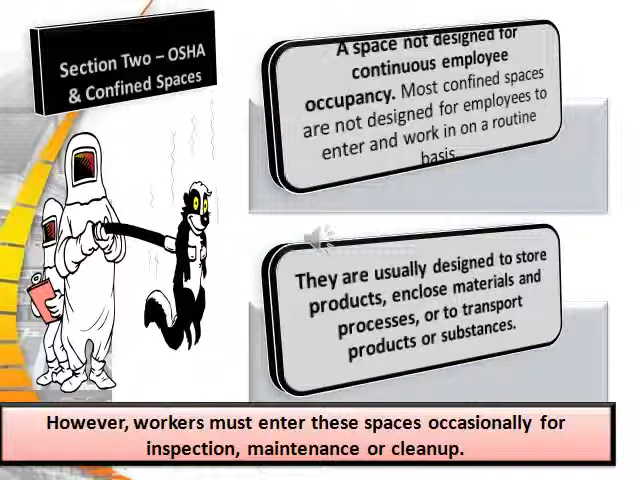 Section Two – OSHA
& Confined Spaces
A space not designed for
continuous employee
occupancy. Most confined spaces
are not designed for employees to
enter and work in on a routine
basis.
They are usually designed to store
products, enclose materials and
processes, or to transport
products or substances.
However, workers must enter these spaces occasionally for
inspection, maintenance or cleanup.